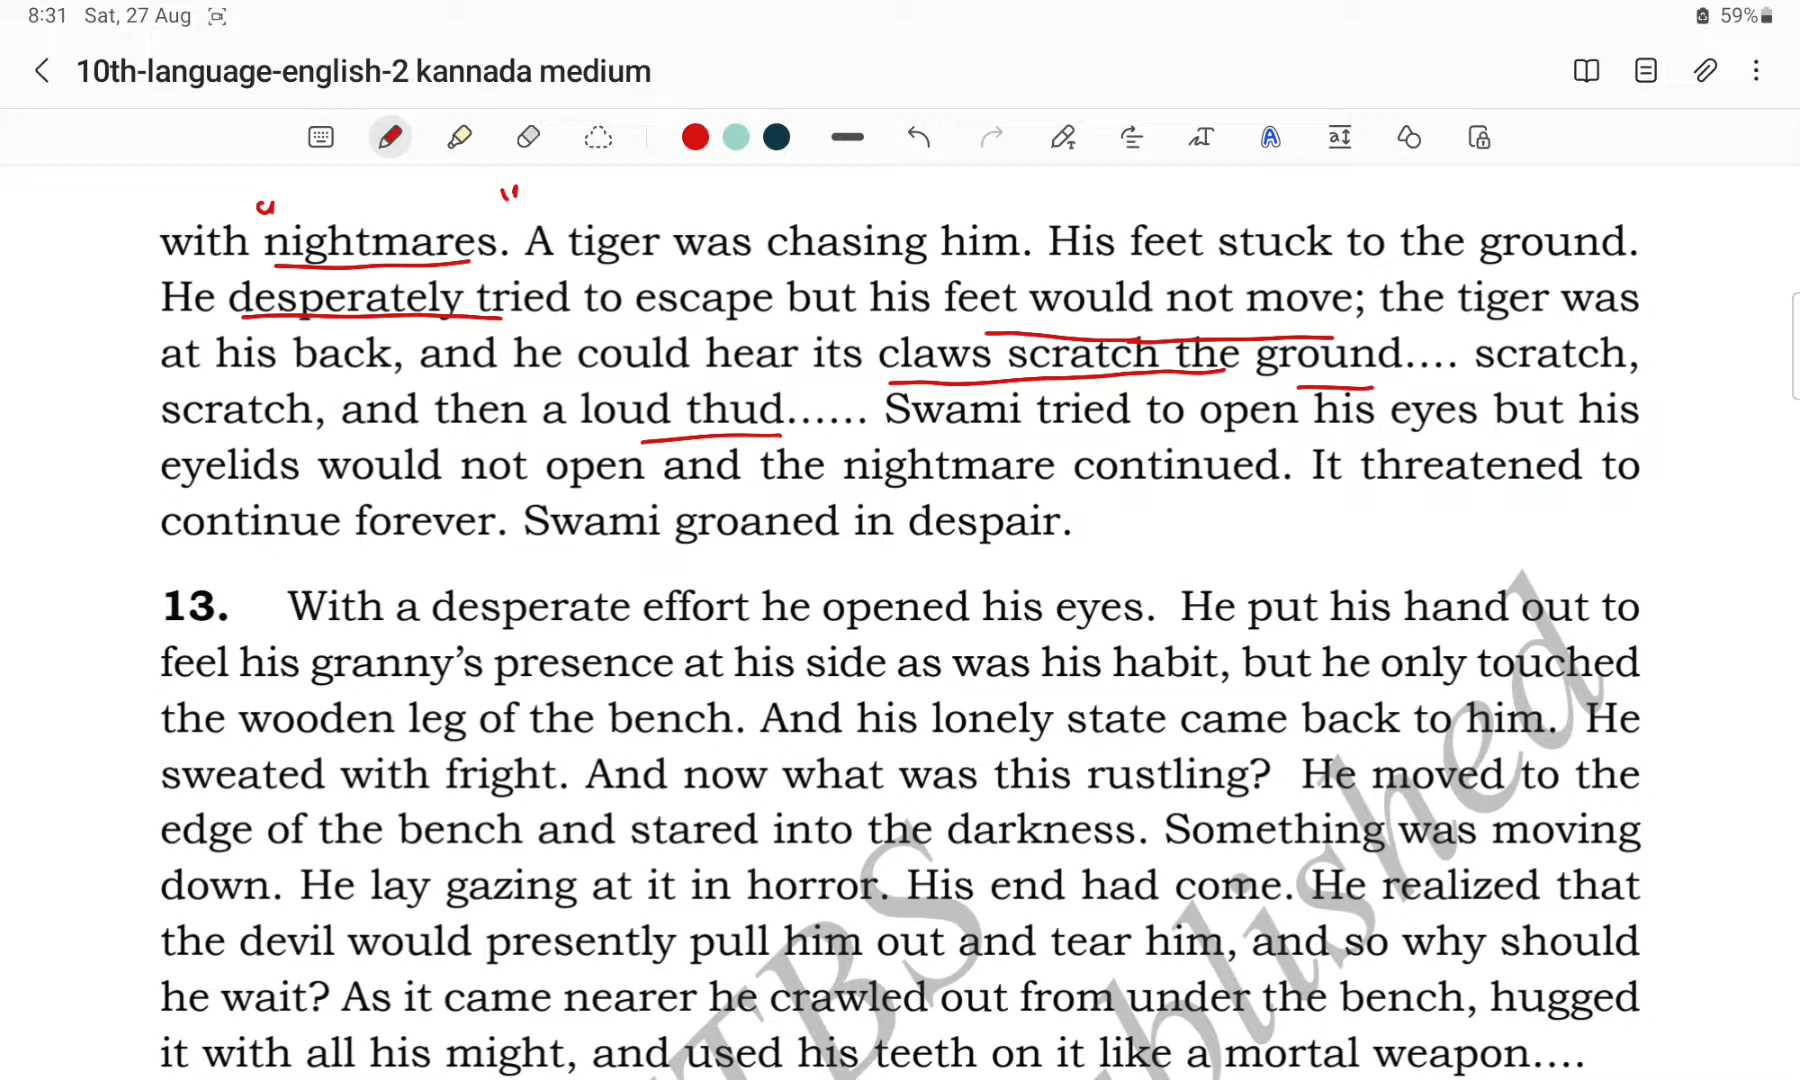 8:31 Sat, 27 Aug 59%
10th-language-english-2 kannada medium
with nightmares. A tiger was chasing him. His feet stuck to the ground.
He desperately tried to escape but his feet would not move; the tiger was
at his back, and he could hear its claws scratch the ground.... scratch,
scratch, and then a loud thud...... Swami tried to open his eyes but his
eyelids would not open and the nightmare continued. It threatened to
continue forever. Swami groaned in despair.
13. With a desperate effort he opened his eyes. He put his hand out to
feel his granny’s presence at his side as was his habit, but he only touched
the wooden leg of the bench. And his lonely state came back to him. He
sweated with fright. And now what was this rustling? He moved to the
edge of the bench and stared into the darkness. Something was moving
down. He lay gazing at it in horror. His end had come. He realized that
the devil would presently pull him out and tear him, and so why should
he wait? As it came nearer he crawled out from under the bench, hugged
it with all his might, and used his teeth on it like a mortal weapon....
TBS
ublished